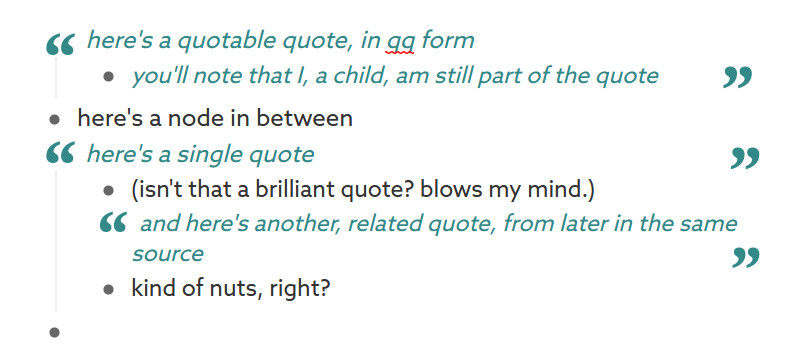 “ here's a quotable quote, in qq form
• you'll note that I, a child, am still part of the quote ”
• here's a node in between
“ here's a single quote ”
• (isn't that a brilliant quote? blows my mind.)
“ and here's another, related quote, from later in the same
source ”
• kind of nuts, right?
•